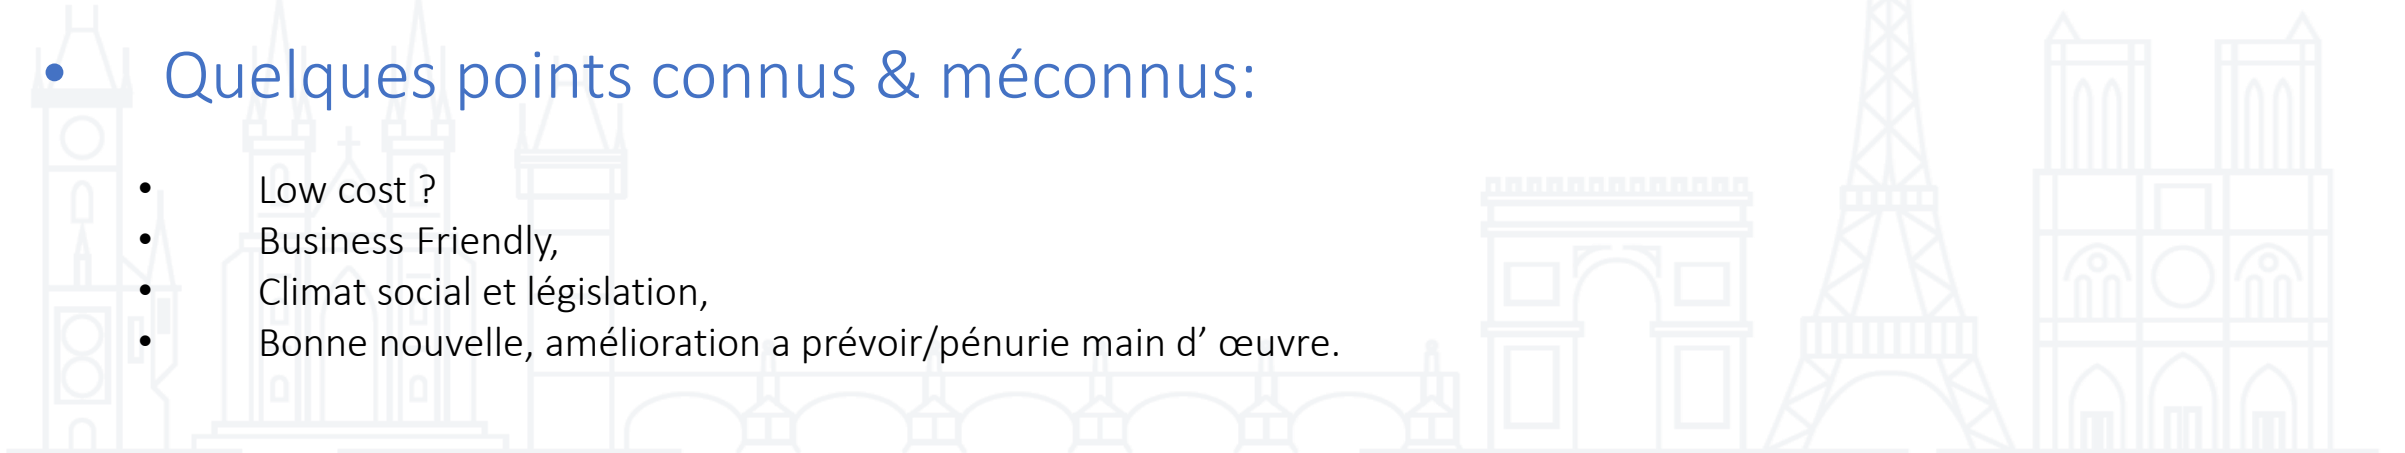 • Quelques points connus & méconnus:
• Low cost ?
• Business Friendly,
• Climat social et législation,
• Bonne nouvelle, amélioration a prévoir/pénurie main d’ œuvre.